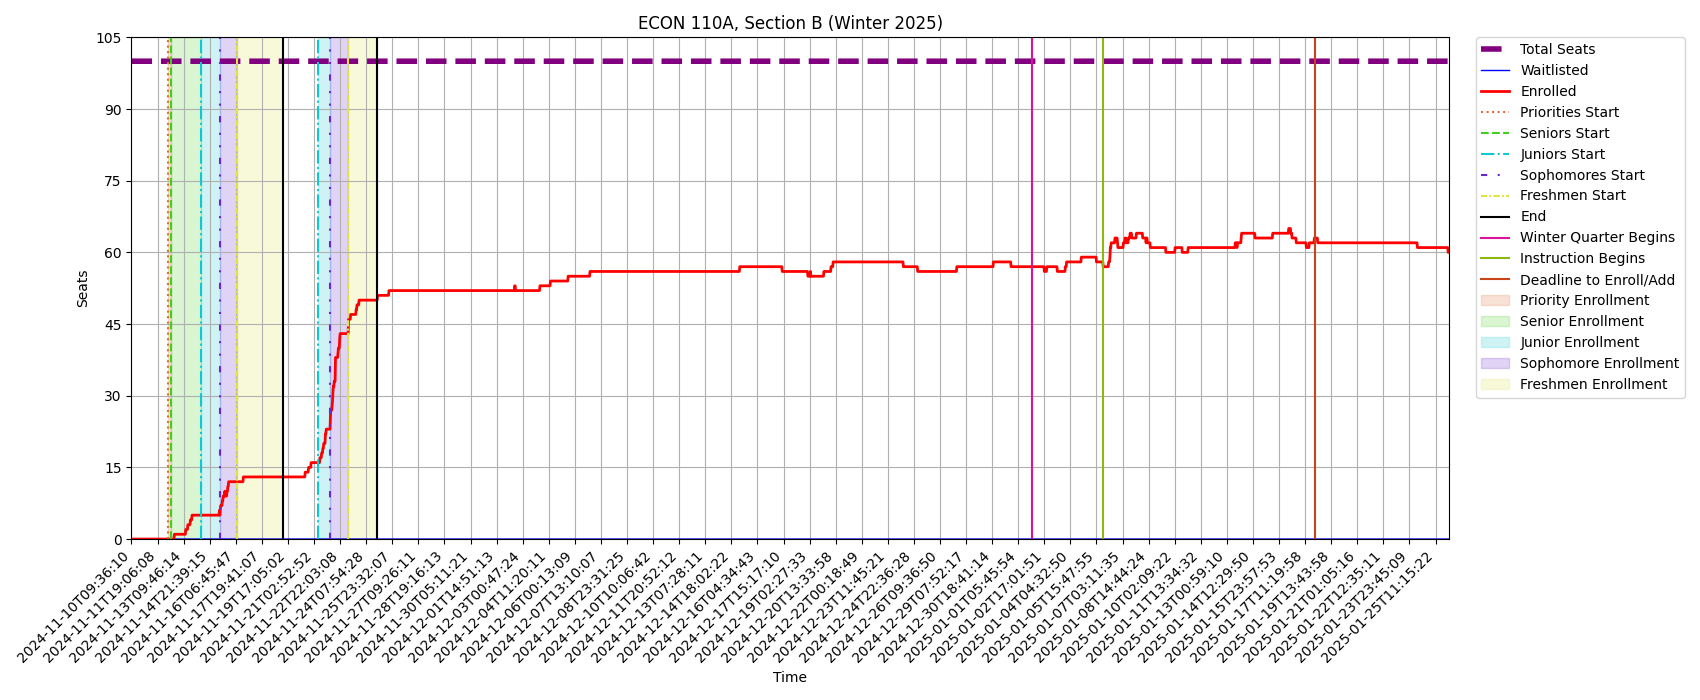 ECON 110A, Section B (Winter 2025)
105
90
75
60
45
30
15
0
Seats
2024-11-10T09:36:10
2024-11-11T19:06:08
2024-11-13T09:46:14
2024-11-14T21:39:15
2024-11-16T06:45:47
2024-11-17T19:41:07
2024-11-19T17:05:02
2024-11-21T02:52:52
2024-11-22T22:03:08
2024-11-24T07:54:28
2024-11-25T23:32:07
2024-11-27T09:26:11
2024-11-28T19:16:13
2024-11-30T05:11:21
2024-12-01T14:51:13
2024-12-03T00:47:24
2024-12-04T11:20:11
2024-12-06T00:13:09
2024-12-07T13:10:07
2024-12-08T23:31:25
2024-12-10T10:06:42
2024-12-11T20:52:12
2024-12-13T07:28:11
2024-12-14T18:02:22
2024-12-16T04:34:43
2024-12-17T15:17:10
2024-12-19T02:27:33
2024-12-20T13:33:58
2024-12-22T00:18:49
2024-12-23T11:45:21
2024-12-24T22:36:28
2024-12-26T09:36:50
2024-12-29T07:52:17
2024-12-30T18:41:14
2025-01-01T05:45:54
2025-01-02T17:01:51
2025-01-04T04:32:50
2025-01-05T15:47:55
2025-01-07T03:11:35
2025-01-08T14:44:24
2025-01-10T02:09:22
2025-01-11T13:34:32
2025-01-13T00:59:10
2025-01-14T12:29:50
2025-01-15T23:57:53
2025-01-17T11:19:58
2025-01-19T13:43:58
2025-01-21T01:05:16
2025-01-22T12:35:11
2025-01-23T23:45:09
2025-01-25T11:15:22
Time
Total Seats
Waitlisted
Enrolled
Priorities Start
Seniors Start
Juniors Start
Sophomores Start
Freshmen Start
End
Winter Quarter Begins
Instruction Begins
Deadline to Enroll/Add
Priority Enrollment
Senior Enrollment
Junior Enrollment
Sophomore Enrollment
Freshmen Enrollment